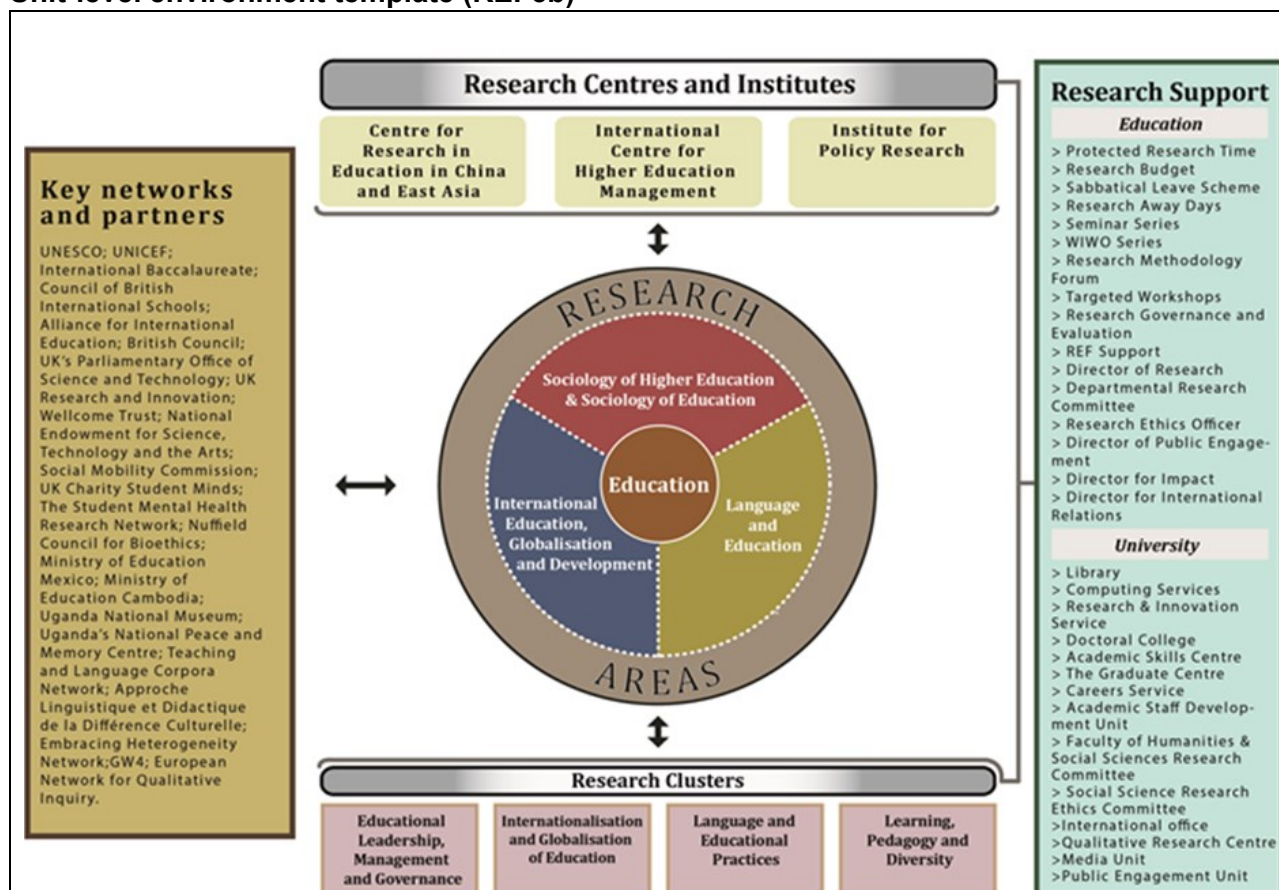 Unit-level environment template (REF5b)
Research Centres and Institutes
Centre for
Research in
Education in China
and East Asia
International
Centre for
Higher Education
Management
Institute for
Policy Research
Key networks
and partners
UNESCO; UNICEF;
International Baccalaureate;
Council of British
International Schools;
Alliance for International
Education; British Council;
UK's Parliamentary Office of
Science and Technology; UK
Research and Innovation;
Wellcome Trust; National
Endowment for Science,
Technology and the Arts;
Social Mobility Commission;
UK Charity Student Minds;
The Student Mental Health
Research Network; Nuffield
Council for Bioethics;
Ministry of Education
Mexico; Ministry of
Education Cambodia;
Uganda National Museum;
Uganda's National Peace and
Memory Centre; Teaching
and Language Corpora
Network; Approche
Linguistique et Didactique
de la Différence Culturelle;
Embracing Heterogeneity
Network;GW4; European
Network for Qualitative
Inquiry.
RESEARCH
Sociology of Higher Education
& Sociology of Education
Education
International
Education,
Globalisation
and Development
Language
and
Education
AREAS
Research Clusters
Educational
Leadership,
Management
and Governance
Internationalisation
and Globalisation
of Education
Language and
Educational
Practices
Learning,
Pedagogy and
Diversity
Research Support
Education
> Protected Research Time
> Research Budget
> Sabbatical Leave Scheme
> Research Away Days
> Seminar Series
> WIWO Series
> Research Methodology
Forum
> Targeted Workshops
> Research Governance and
Evaluation
> REF Support
> Director of Research
> Departmental Research
Committee
> Research Ethics Officer
> Director of Public Engage-
ment
> Director for Impact
> Director for International
Relations
University
> Library
> Computing Services
> Research & Innovation
Service
> Doctoral College
> Academic Skills Centre
> The Graduate Centre
> Careers Service
> Academic Staff Develop-
ment Unit
> Faculty of Humanities &
Social Sciences Research
Committee
> Social Science Research
Ethics Committee
>International office
>Qualitative Research Centre
>Media Unit
>Public Engagement Unit